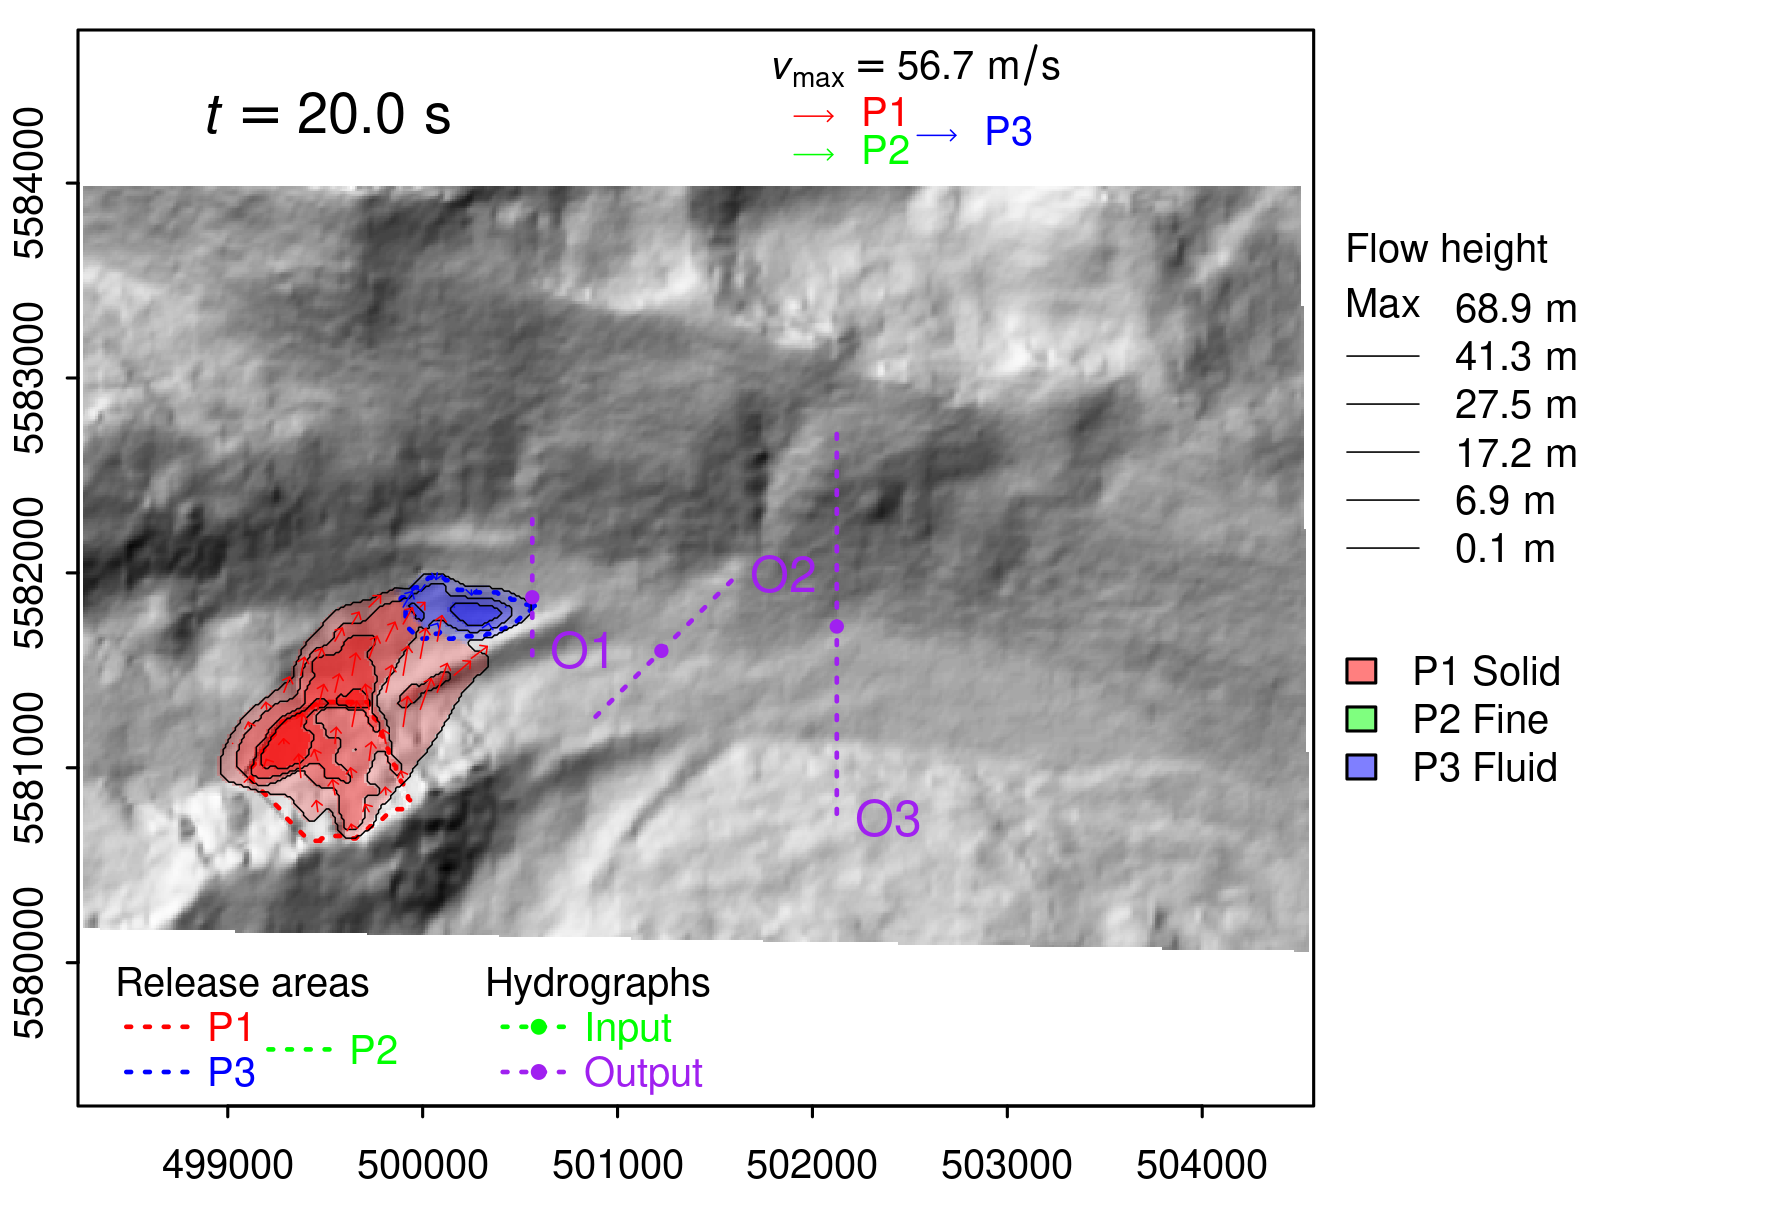 t = 20.0 s
vmax = 56.7 m/s
P1
P2
P3
5584000
5583000
5582000
5581000
5580000
O1
O2
O3
Release areas
P1
P2
P3
Hydrographs
Input
Output
499000 500000 501000 502000 503000 504000
Flow height
Max 68.9 m
41.3 m
27.5 m
17.2 m
6.9 m
0.1 m
P1 Solid
P2 Fine
P3 Fluid